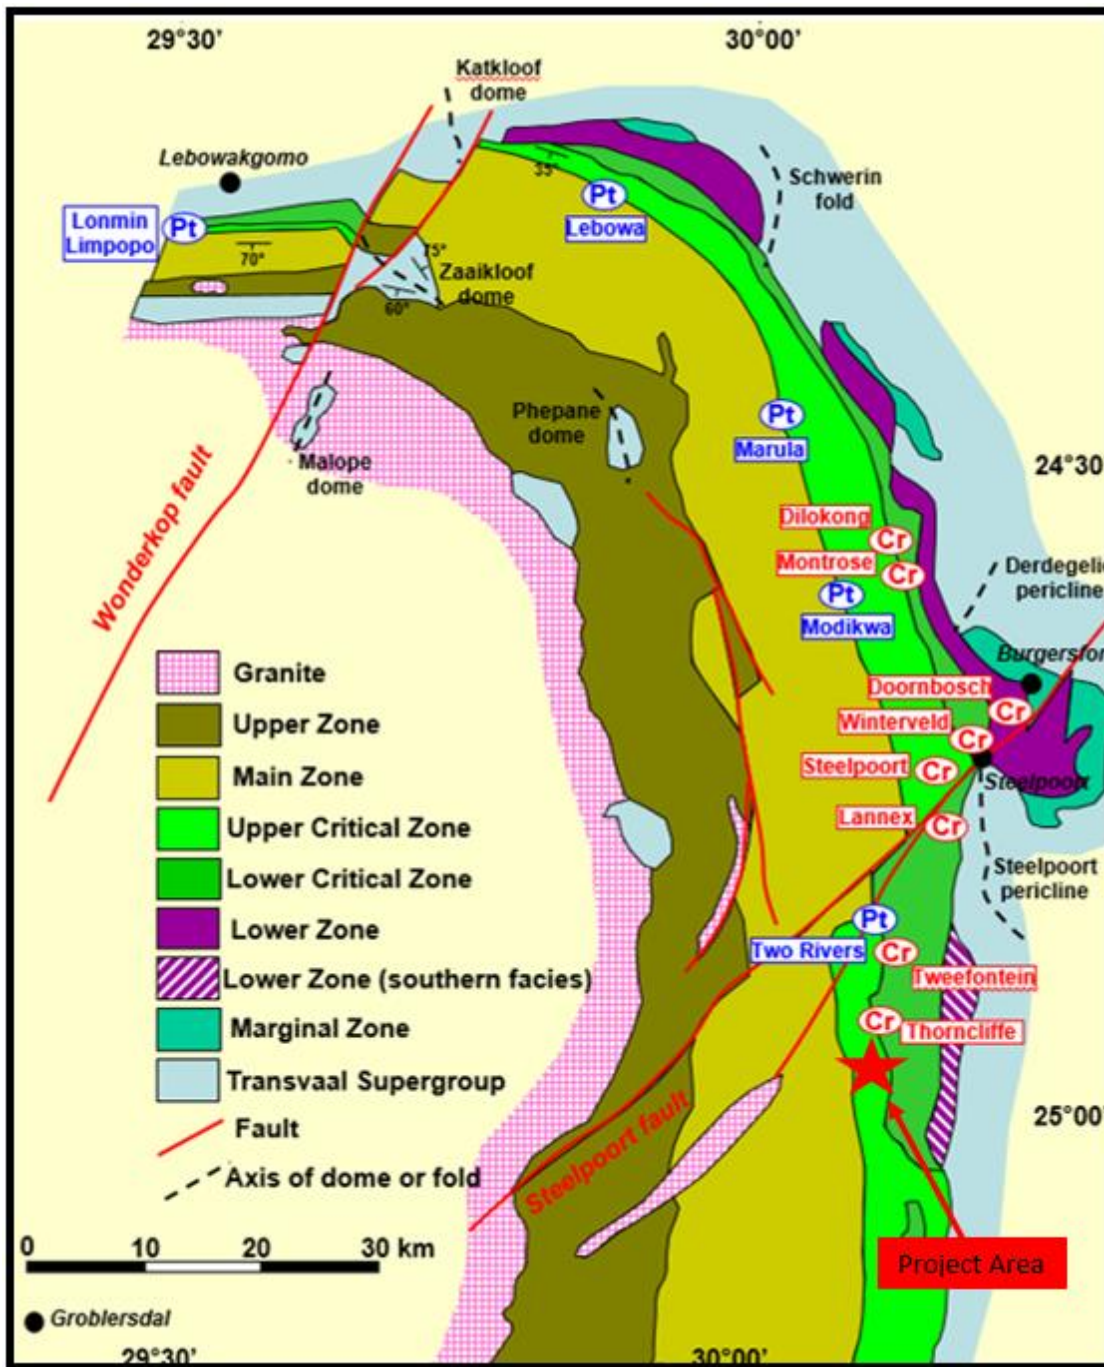 29°30'
30°00'
Katkloof
dome
Lebowakgomo
Schwerin
fold
35°
Pt
Lebowa
Lonmin
Limpopo
Pt
70°
75°
Zaaikloof
dome
60°
Phepane
dome
Pt
Marula
Malope
dome
24°30
Wonderkop fault
Dilokong
Cr
Montrose
Cr
Pt
Modikwa
Derdegelid
pericline
Burgersfor
Doornbosch
Cr
Winterveld
Cr
Steelpoort
Cr
Steelpoort
Lannex
Cr
Steelpoort
pericline
Pt
Two Rivers
Cr
Tweefontein
Cr
Thorncliffe
25°00'
Granite
Upper Zone
Main Zone
Upper Critical Zone
Lower Critical Zone
Lower Zone
Lower Zone (southern facies)
Marginal Zone
Transvaal Supergroup
Fault
Axis of dome or fold
Steelpoort fault
0 10 20 30 km
Project Area
Groblersdal
29°30'
30°00'